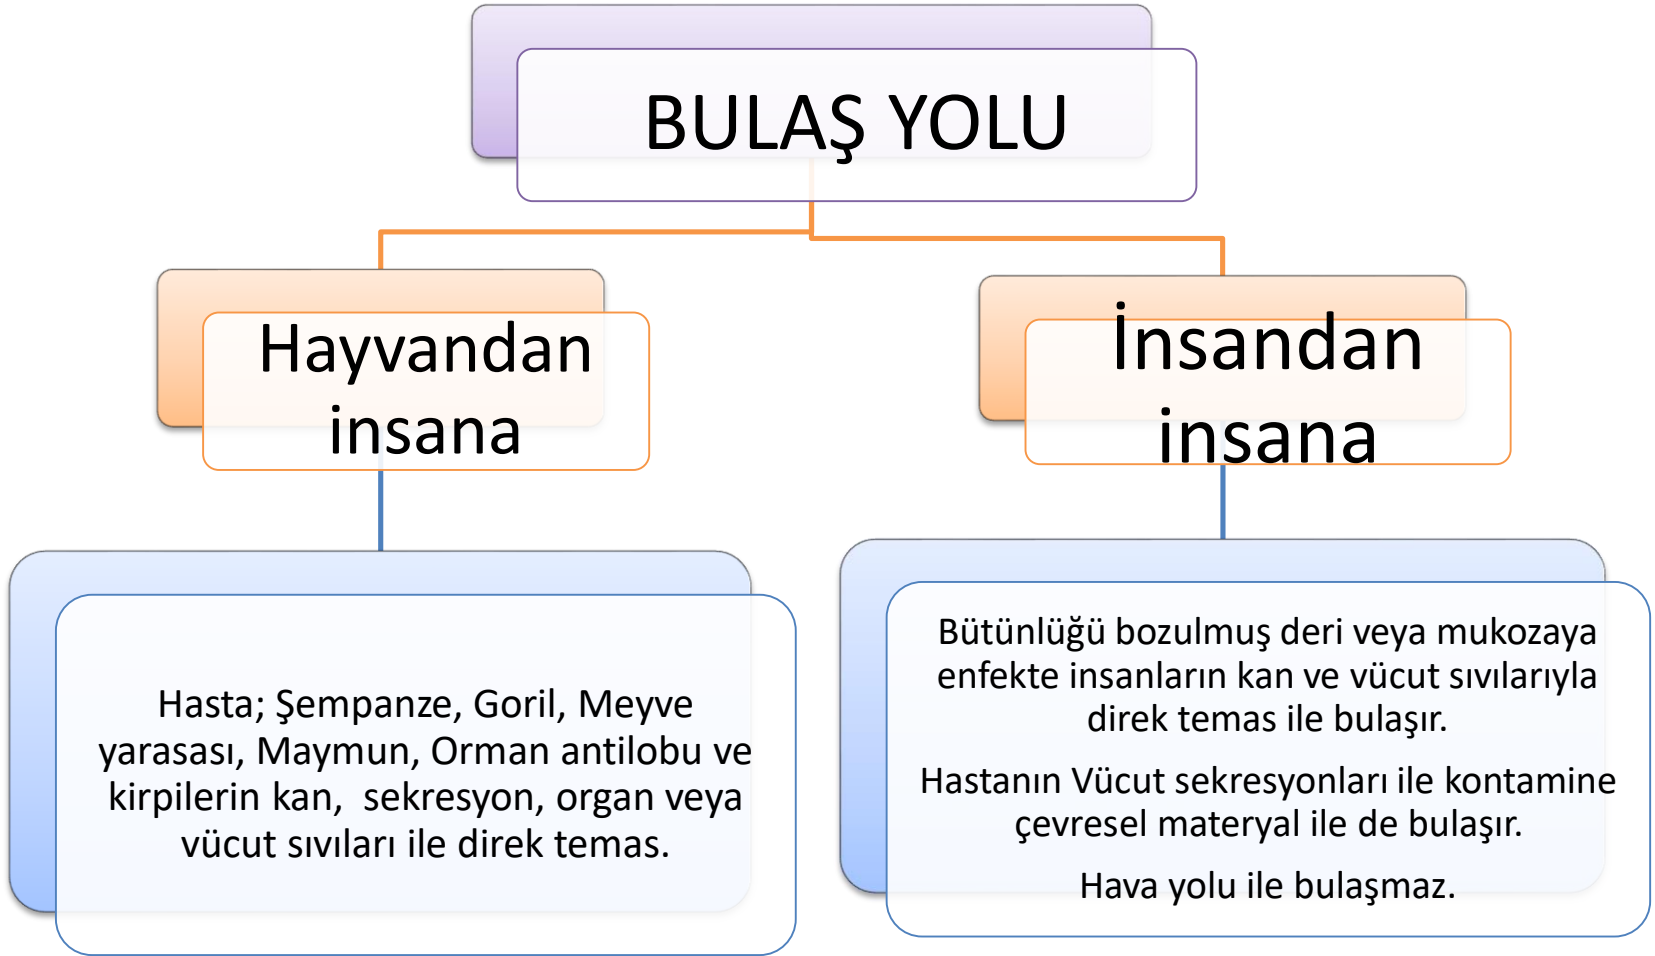 BULAŞ YOLU
Hayvandan
insana
İnsandan
insana
Hasta; Şempanze, Goril, Meyve
yarasası, Maymun, Orman antilobu ve
kirpilerin kan, sekresyon, organ veya
vücut sıvıları ile direk temas.
Bütünlüğü bozulmuş deri veya mukozaya
enfekte insanların kan ve vücut sıvılarıyla
direk temas ile bulaşır.
Hastanın Vücut sekresyonları ile kontamine
çevresel materyal ile de bulaşır.
Hava yolu ile bulaşmaz.